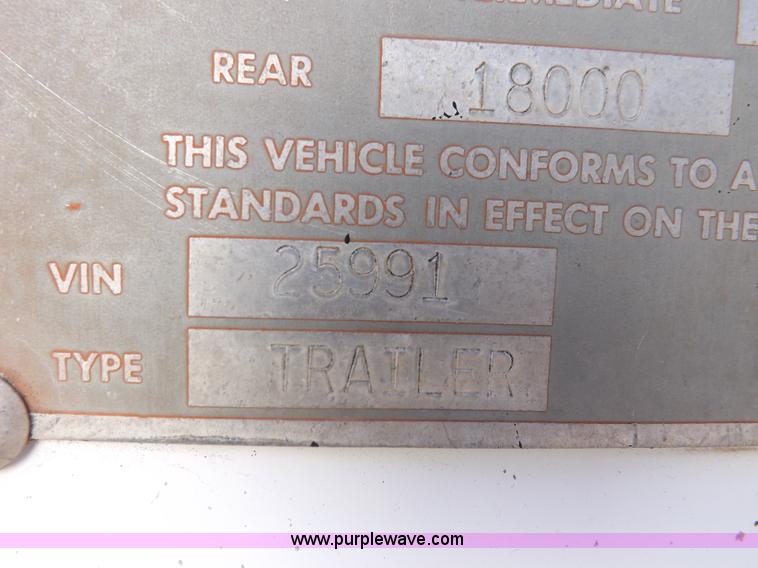 REAR 18000
THIS VEHICLE CONFORMS TO A
STANDARDS IN EFFECT ON THE
VIN 25991
TYPE TRAILER
www.purplewave.com